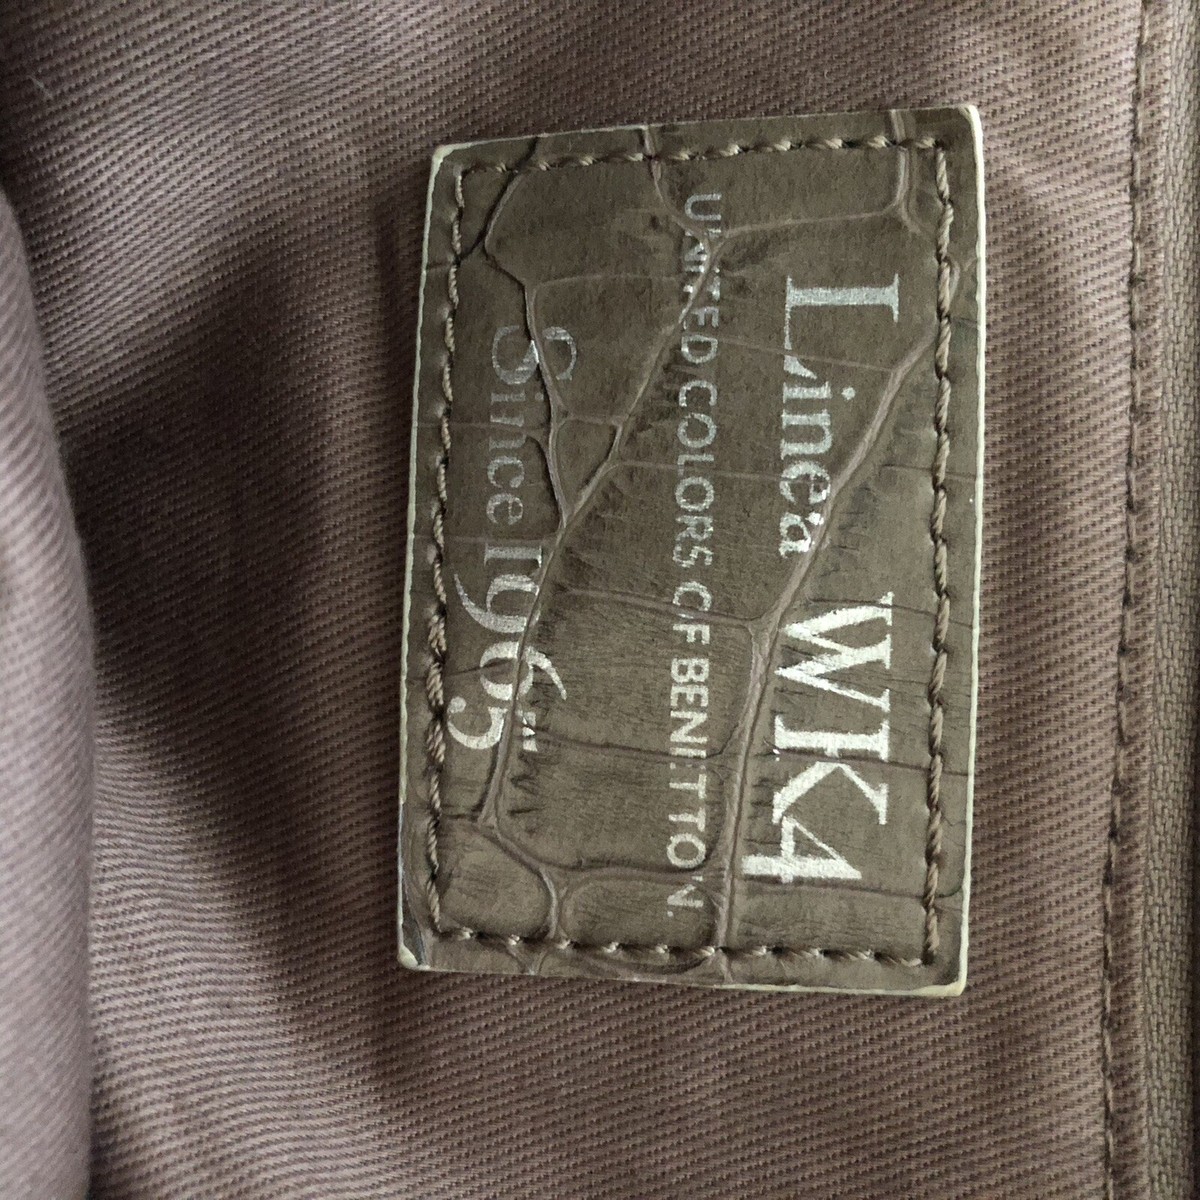 Linea WK4
UNITED COLORS OF BENETTON.
Since 1965